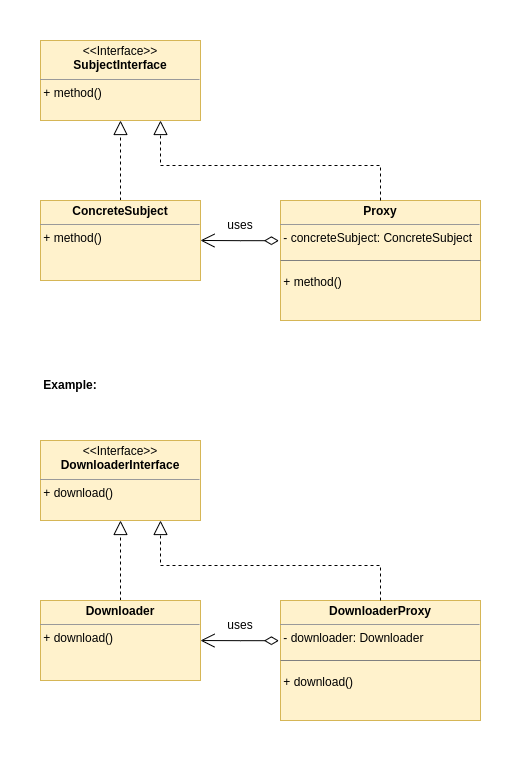 <<Interface>>
SubjectInterface
+ method()
ConcreteSubject
+ method()
uses
Proxy
- concreteSubject: ConcreteSubject
+ method()
Example:
<<Interface>>
DownloaderInterface
+ download()
Downloader
+ download()
uses
DownloaderProxy
- downloader: Downloader
+ download()